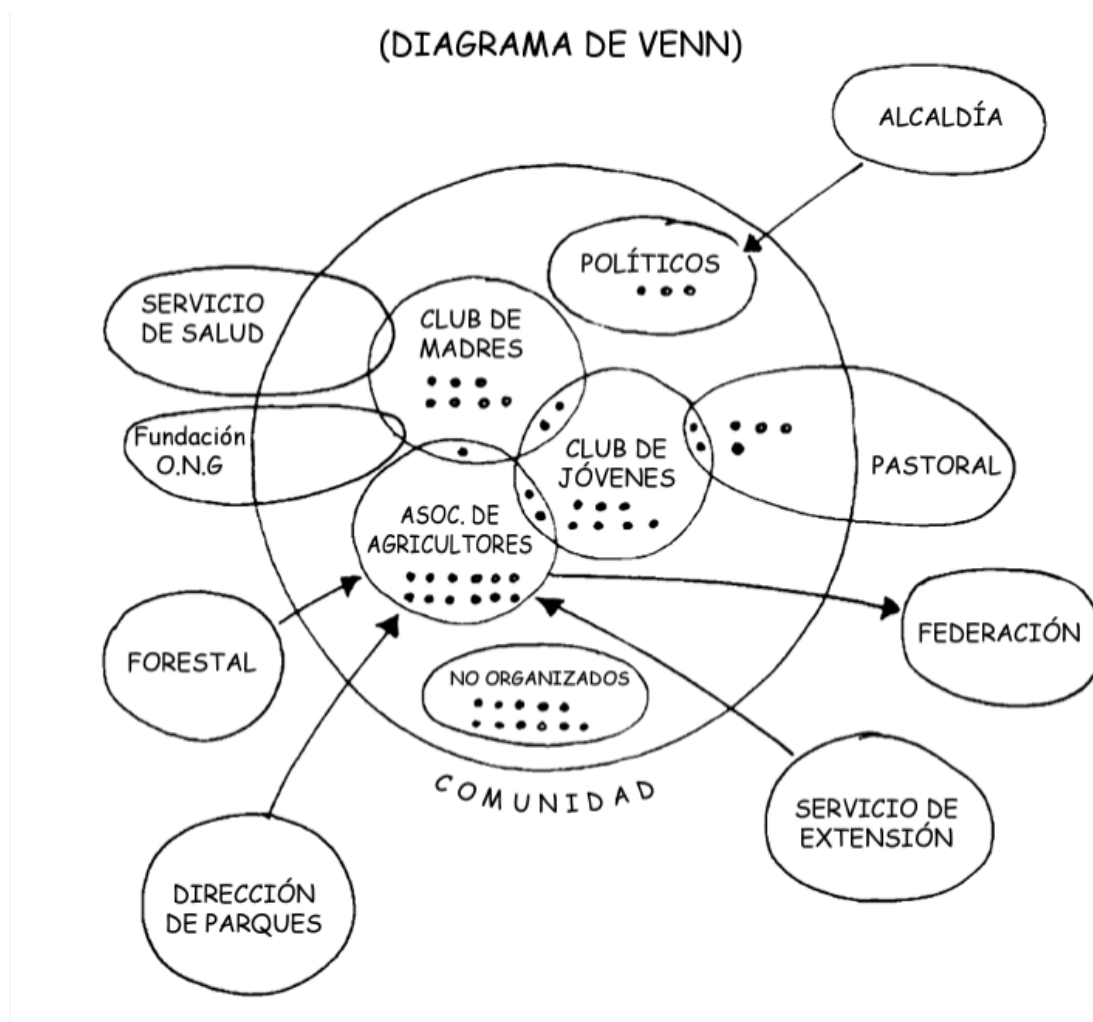 (DIAGRAMA DE VENN)
ALCALDÍA
POLÍTICOS
SERVICIO
DE SALUD
CLUB DE
MADRES
Fundación
O.N.G
CLUB DE
JÓVENES
PASTORAL
ASOC. DE
AGRICULTORES
FORESTAL
FEDERACIÓN
NO ORGANIZADOS
COMUNIDAD
SERVICIO DE
EXTENSIÓN
DIRECCIÓN
DE PARQUES